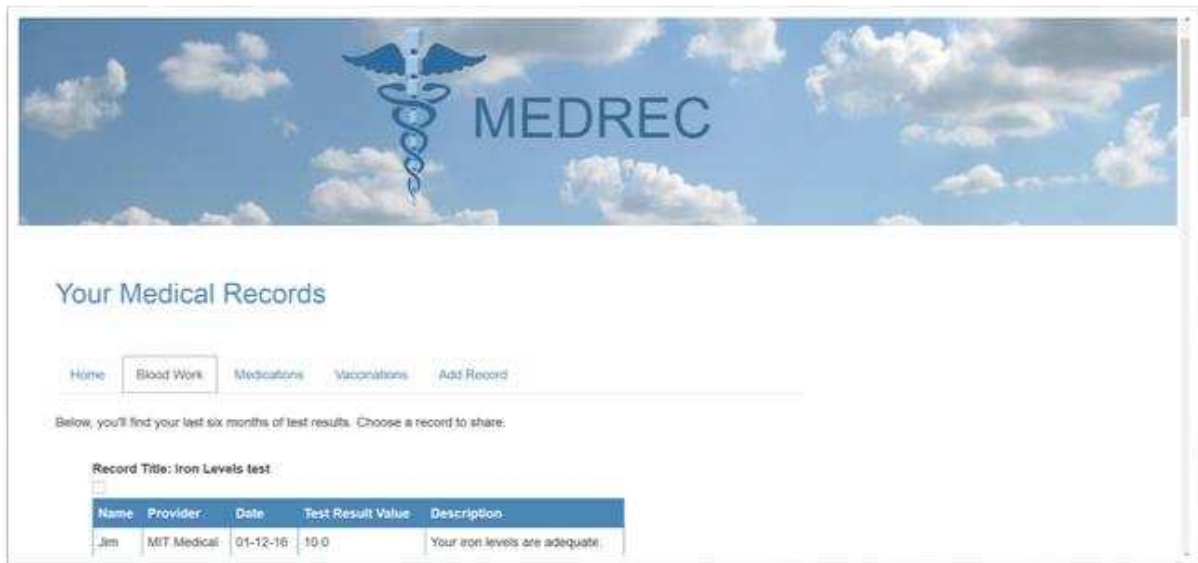 MEDREC
Your Medical Records
Home Blood Work Medications Vaccinations Add Record
Below, you'll find your last six months of test results. Choose a record to share.
Record Title: Iron Levels test
Name Provider Date Test Result Value Description
Jim MIT Medical 01-12-16 10.0 Your iron levels are adequate.